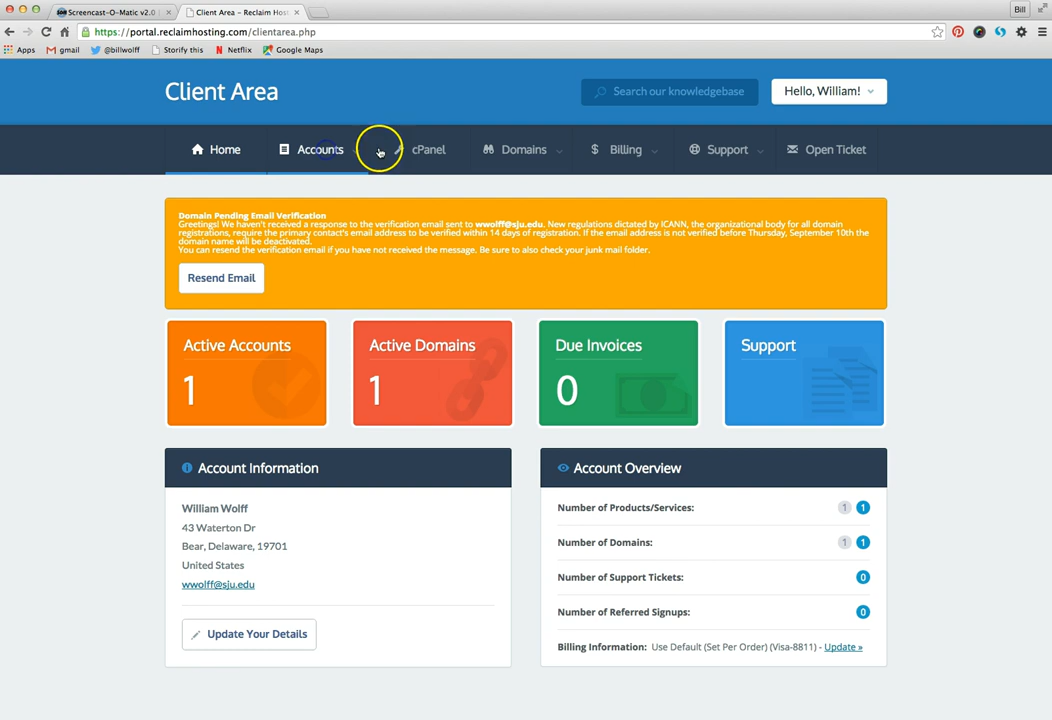 Screencast-O-Matic v2.0
Client Area – Reclaim Host
Bill
https://portal.reclaimhosting.com/clientarea.php
Apps gmail @billwolff Storify this Netflix Google Maps
Client Area
Search our knowledgebase
Hello, William!
Home Accounts cPanel Domains Billing Support Open Ticket
Domain Pending Email Verification
Greetings! We haven't received a response to the verification email sent to wwolff@sju.edu. New regulations dictated by ICANN, the organizational body for all domain
registrations, require the primary contact's email address to be verified within 14 days of registration. If the email address is not verified before Thursday, September 10th the
domain name will be deactivated.
You can resend the verification email if you have not received the message. Be sure to also check your junk mail folder.
Resend Email
Active Accounts
1
Active Domains
1
Due Invoices
0
Support
Account Information
William Wolff
43 Waterton Dr
Bear, Delaware, 19701
United States
wwolff@sju.edu
Update Your Details
Account Overview
Number of Products/Services: 1 1
Number of Domains: 1 1
Number of Support Tickets: 0
Number of Referred Signups: 0
Billing Information: Use Default (Set Per Order) (Visa-8811) - Update »